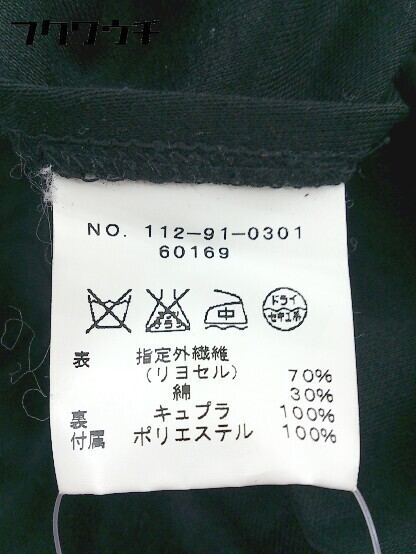 フクウクチ
NO. 112-91-0301
60169
中
ドライ
セキユ系
表 指定外繊維
(リヨセル) 70%
綿 30%
裏 キュプラ 100%
付属 ポリエステル 100%